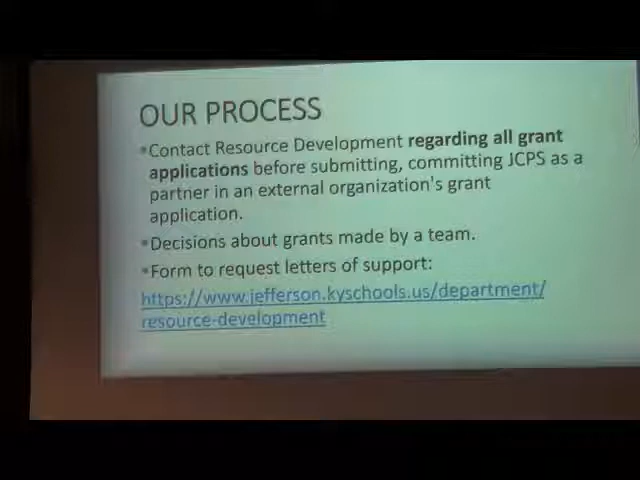 OUR PROCESS
•Contact Resource Development regarding all grant
applications before submitting, committing JCPS as a
partner in an external organization's grant
application.
•Decisions about grants made by a team.
•Form to request letters of support:
https://www.jefferson.kyschools.us/department/
resource-development